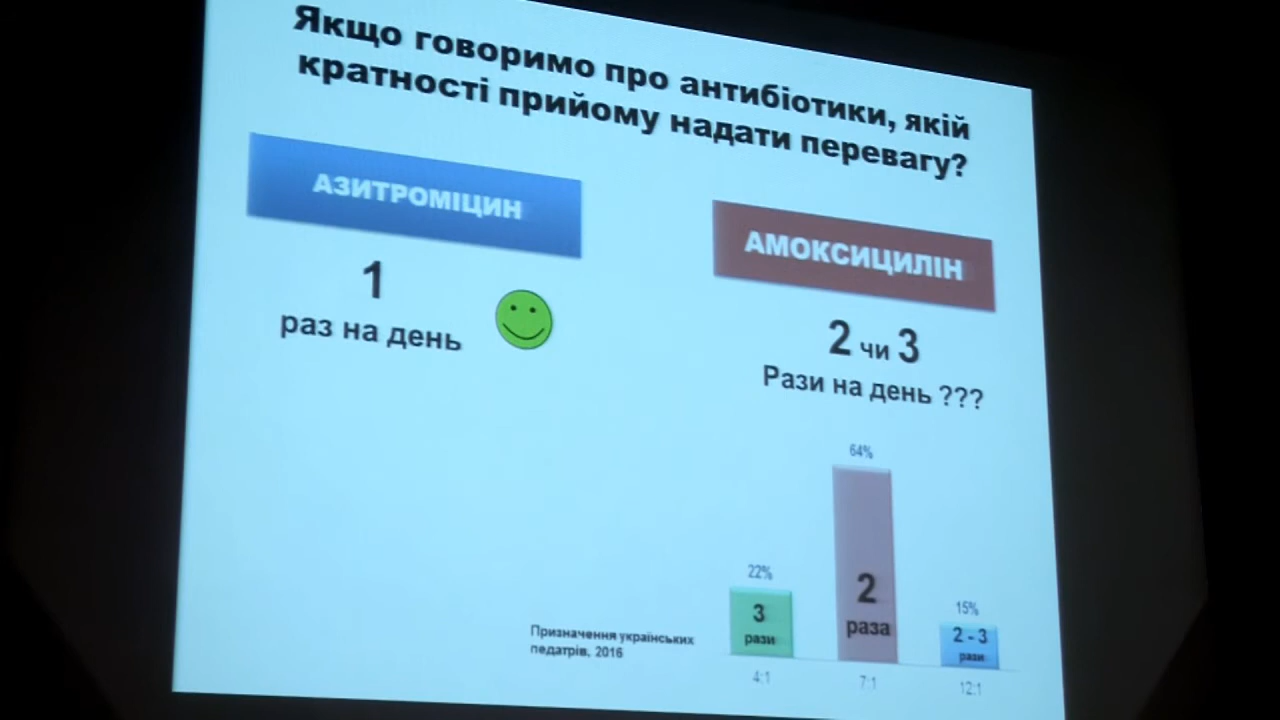 Якщо говоримо про антибіотики, якій
кратності прийому надати перевагу?
АЗИТРОМІЦИН
1
раз на день
АМОКСИЦИЛІН
2 чи 3
Рази на день ???
64%
22%
15%
3
рази
2
раза
2 - 3
рази
Призначення українських
педатрів, 2016
4:1
7:1
12:1